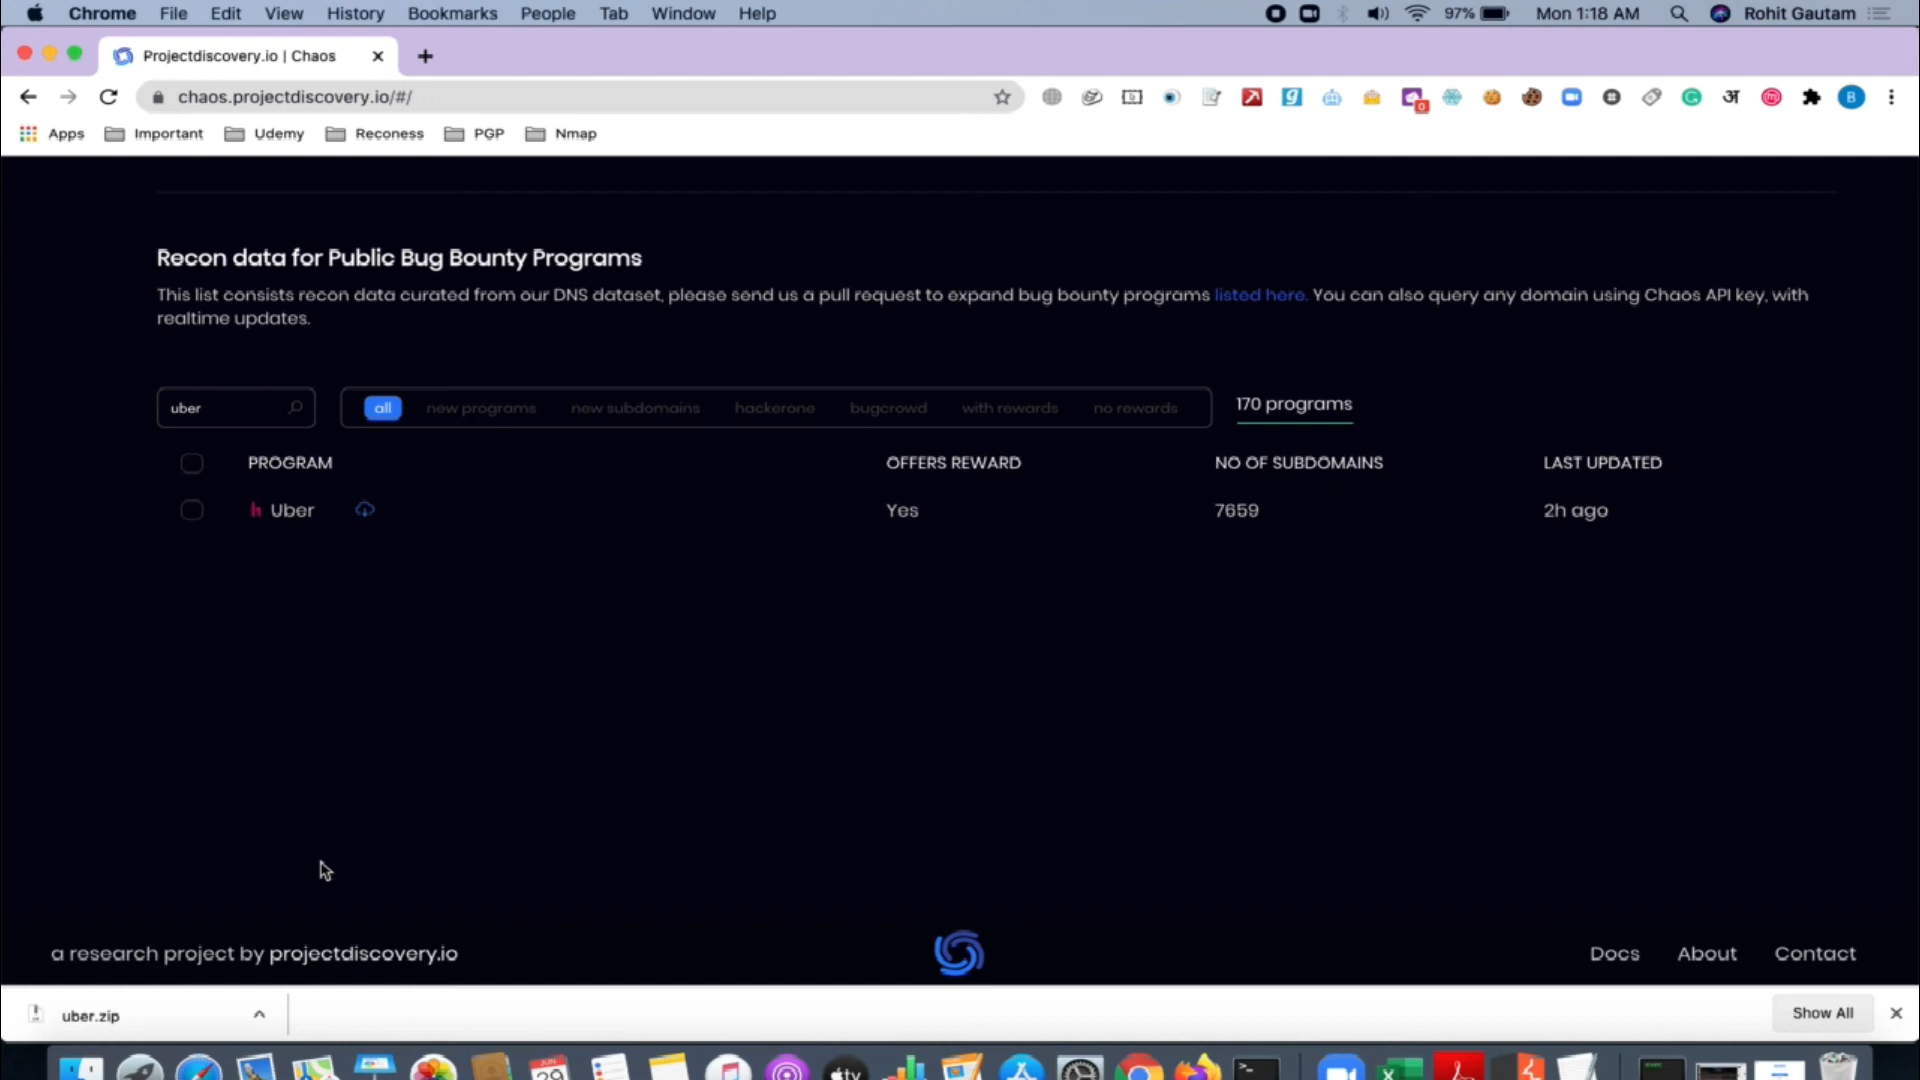 Chrome File Edit View History Bookmarks People Tab Window Help 97% Mon 1:18 AM Rohit Gautam
Projectdiscovery.io | Chaos
chaos.projectdiscovery.io/#/
Apps Important Udemy Reconess PGP Nmap
Recon data for Public Bug Bounty Programs
This list consists recon data curated from our DNS dataset, please send us a pull request to expand bug bounty programs listed here. You can also query any domain using Chaos API key, with
realtime updates.
uber all new programs new subdomains hackerone bugcrowd with rewards no rewards 170 programs
PROGRAM OFFERS REWARD NO OF SUBDOMAINS LAST UPDATED
h Uber Yes 7659 2h ago
a research project by projectdiscovery.io Docs About Contact
uber.zip Show All
JUN
29
tv